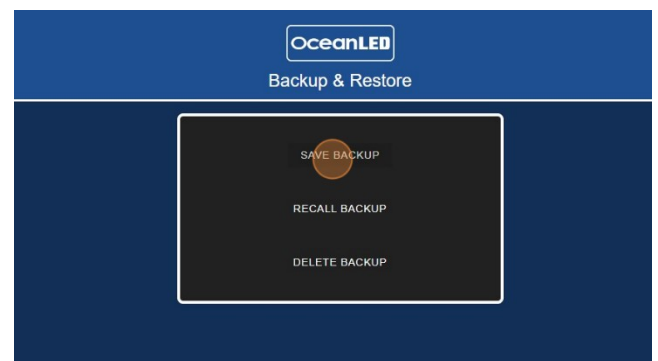 OceanLED
Backup & Restore
SAVE BACKUP
RECALL BACKUP
DELETE BACKUP